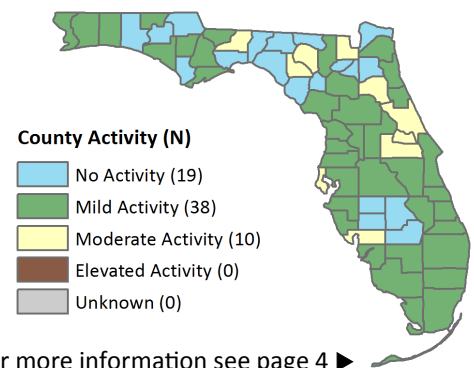 County Activity (N)
No Activity (19)
Mild Activity (38)
Moderate Activity (10)
Elevated Activity (0)
Unknown (0)
r more information see page 4 ►